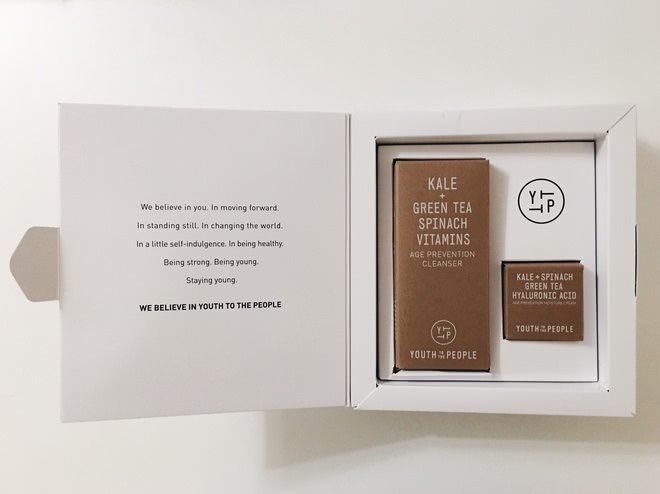 We believe in you. In moving forward.
In standing still. In changing the world.
In a little self-indulgence. In being healthy.
Being strong. Being young.
Staying young.
WE BELIEVE IN YOUTH TO THE PEOPLE
KALE
+
GREEN TEA
SPINACH
VITAMINS
AGE PREVENTION
CLEANSER
YTTP
YOUTH TO THE PEOPLE
YTTP
KALE + SPINACH
GREEN TEA
HYALURONIC ACID
AGE PREVENTION MOISTURE CREAM
YOUTH TO THE PEOPLE